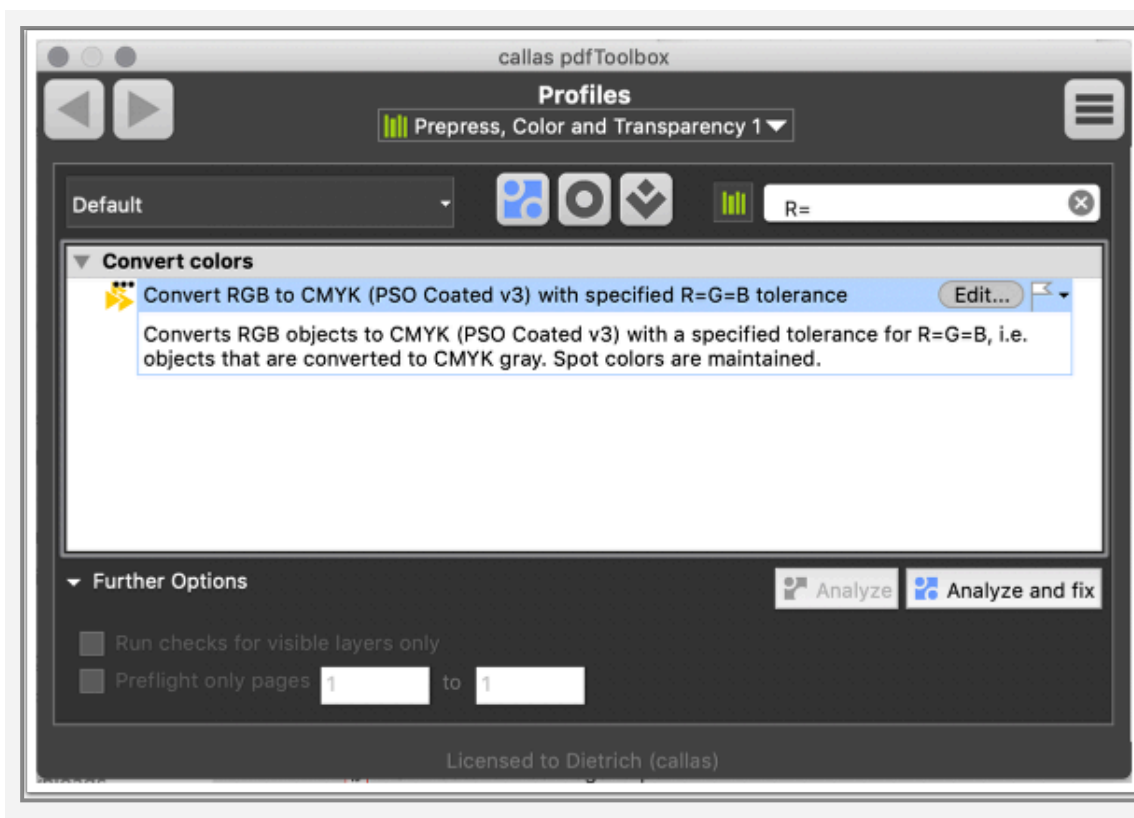 callas pdfToolbox
Profiles
Prepress, Color and Transparency 1
Default
R=
Convert colors
Convert RGB to CMYK (PSO Coated v3) with specified R=G=B tolerance
Edit...
Converts RGB objects to CMYK (PSO Coated v3) with a specified tolerance for R=G=B, i.e.
objects that are converted to CMYK gray. Spot colors are maintained.
Further Options
Analyze
Analyze and fix
Run checks for visible layers only
Preflight only pages 1 to 1
Licensed to Dietrich (callas)